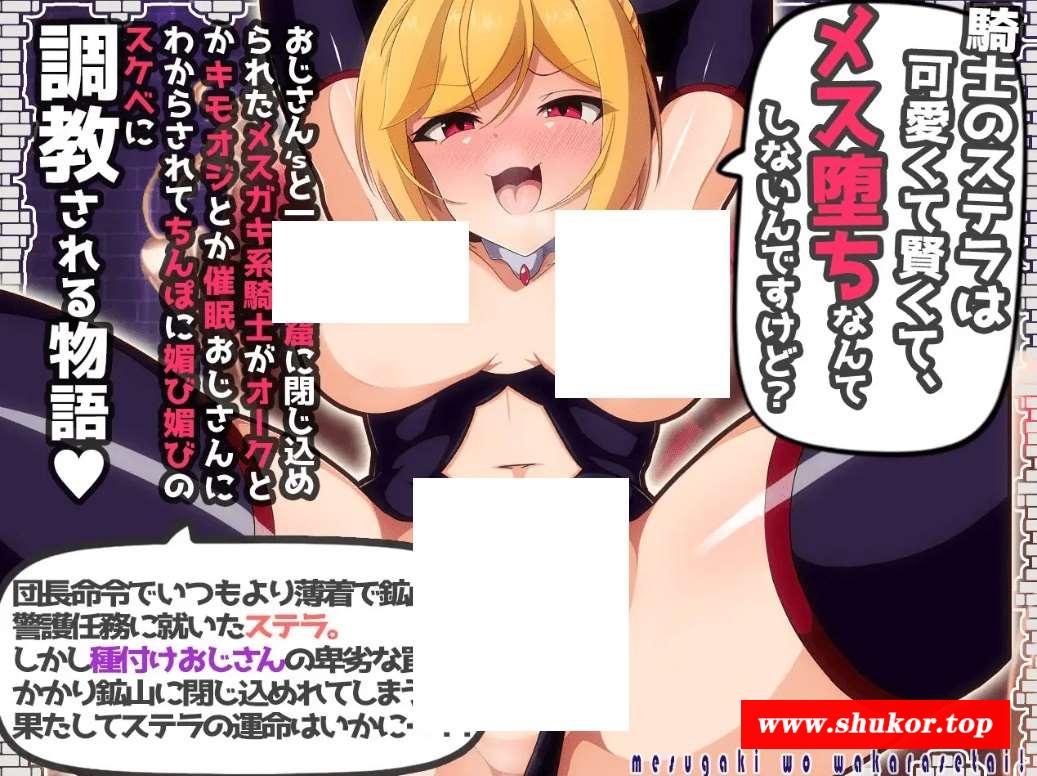 騎士のステラは
可愛くて賢くて、
メス堕ちなんて
しないんですけど?
おじさん'sと一 窟に閉じ込め
られたメスガキ系騎士がオークと
かキモオジとか催眠おじさんに
わからされてちんぽに媚び媚びの
スケベに
調教される物語♥
団長命令でいつもより薄着で鉱
警護任務に就いたステラ。
しかし種付けおじさんの卑劣な
かかり鉱山に閉じ込めれてしま
果たしてステラの運命はいかに
www.shukor.top
mesugaki wo wakarasetai!